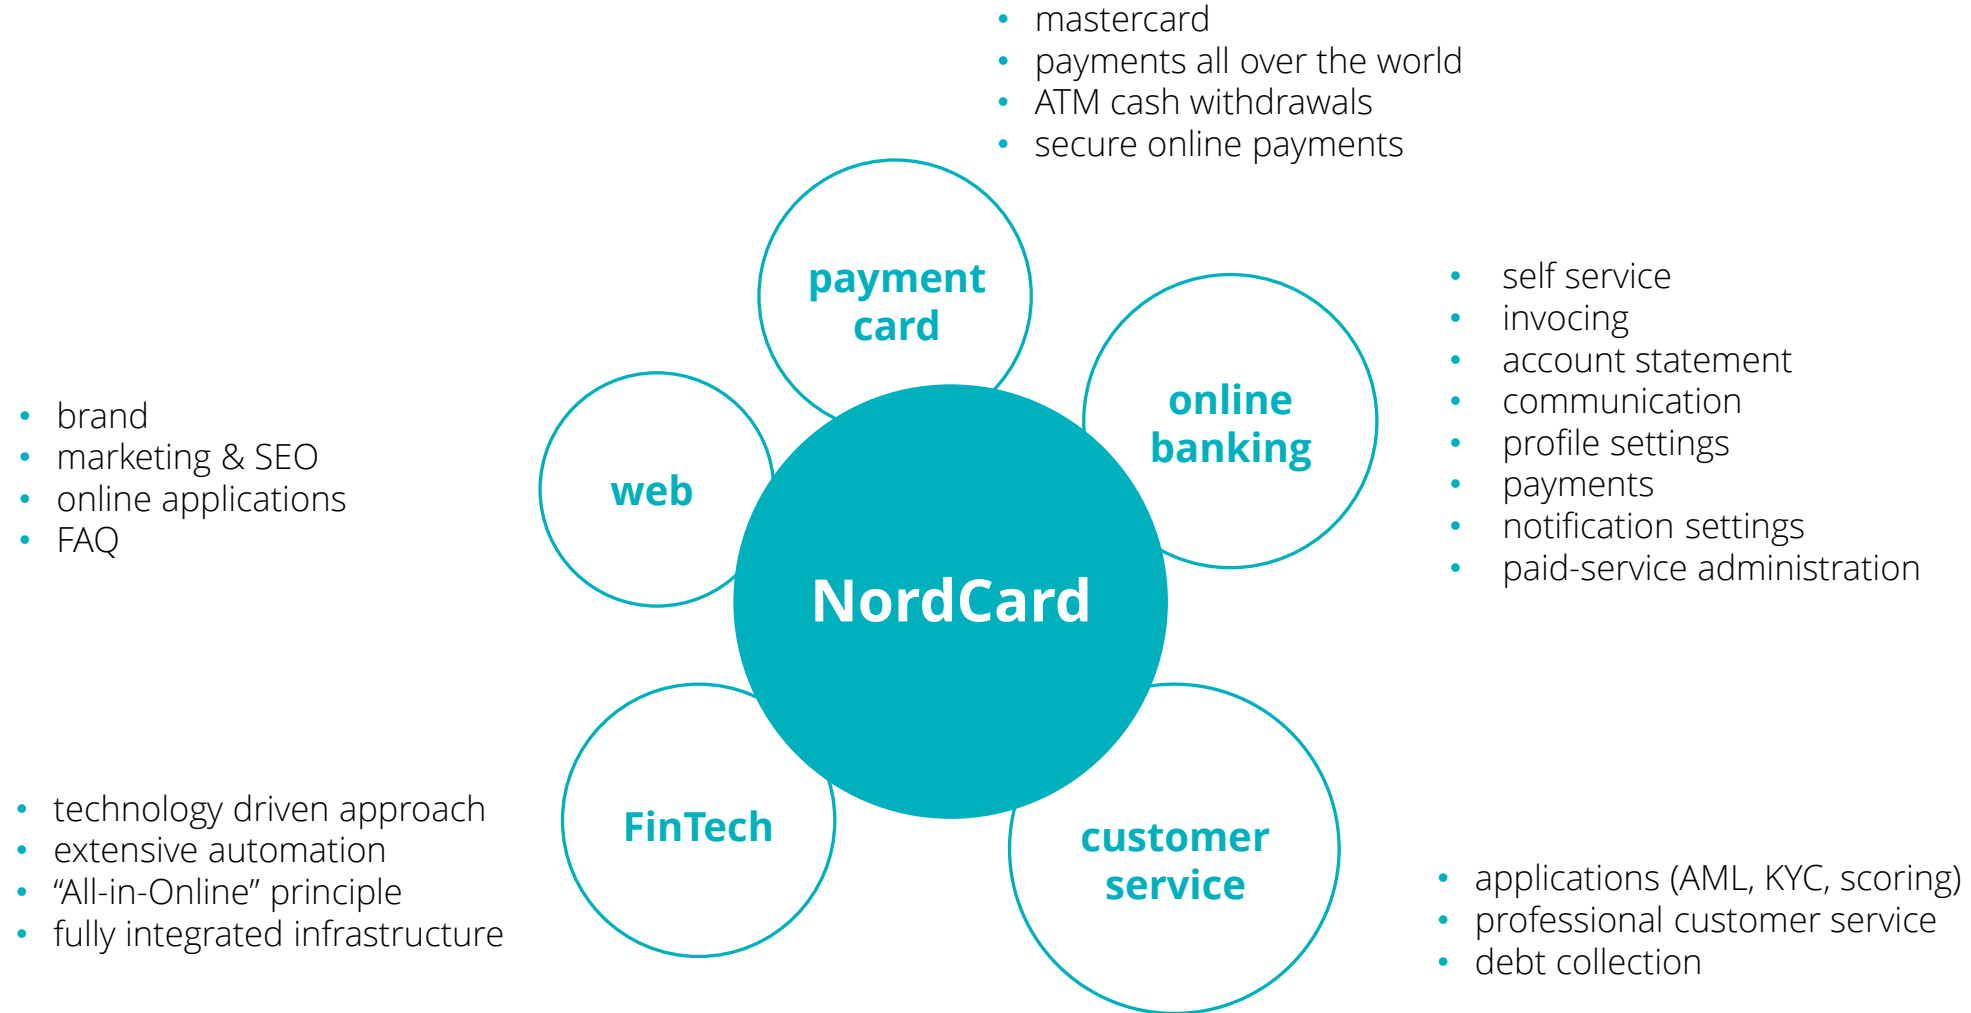 • mastercard
• payments all over the world
• ATM cash withdrawals
• secure online payments
payment
card
• self service
• invocing
• account statement
• communication
• profile settings
• payments
• notification settings
• paid-service administration
online
banking
• brand
• marketing & SEO
• online applications
• FAQ
web
NordCard
• technology driven approach
• extensive automation
• “All-in-Online” principle
• fully integrated infrastructure
FinTech
customer
service
• applications (AML, KYC, scoring)
• professional customer service
• debt collection